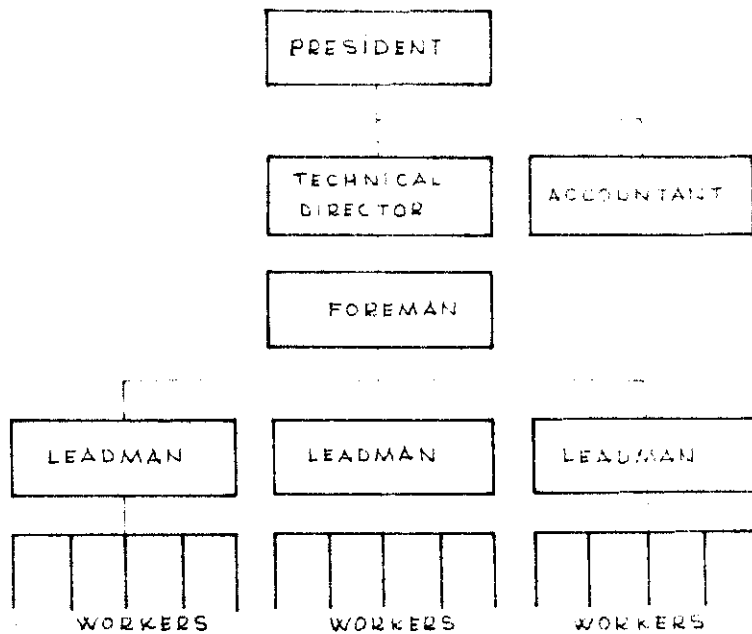 PRESIDENT
TECHNICAL
DIRECTOR
ACCOUNTANT
FOREMAN
LEADMAN
LEADMAN
LEADMAN
WORKERS
WORKERS
WORKERS